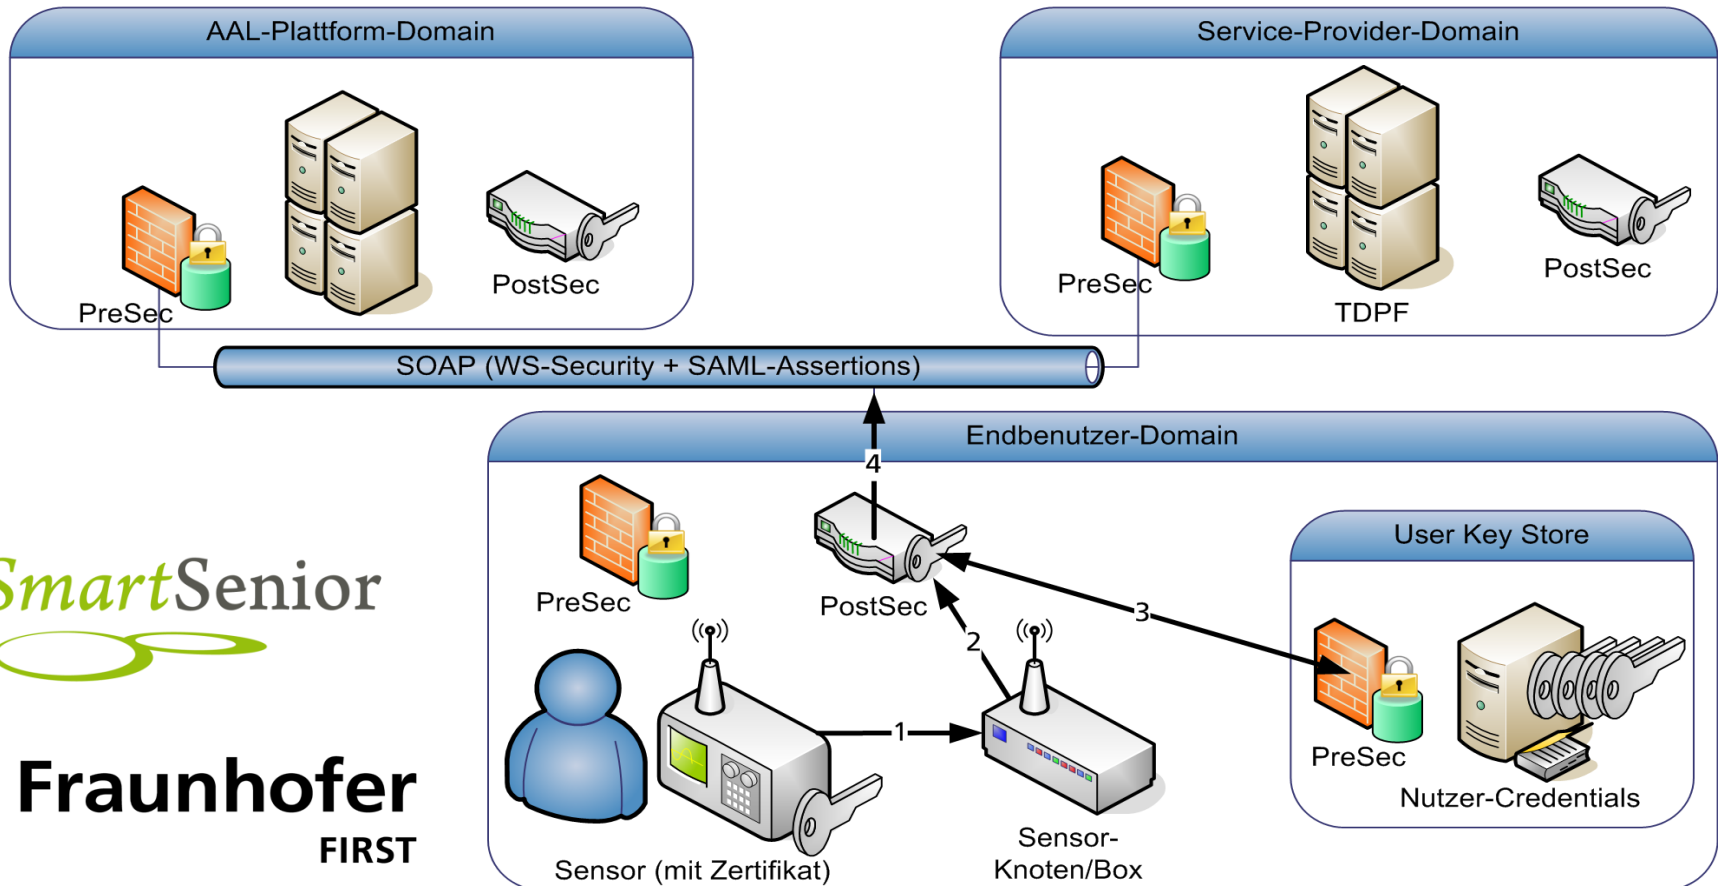 AAL-Plattform-Domain
Service-Provider-Domain
PreSec
PostSec
PreSec
TDPF
PostSec
SOAP (WS-Security + SAML-Assertions)
Endbenutzer-Domain
4
PreSec
PostSec
User Key Store
3
2
1
PreSec
Nutzer-Credentials
Sensor (mit Zertifikat)
Sensor-
Knoten/Box
SmartSenior
Fraunhofer
FIRST